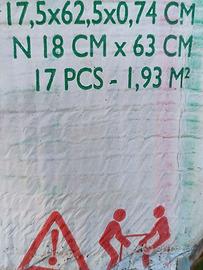 17,5x62,5x0,74 CM
N 18 CM x 63 CM
17 PCS - 1,93 M²